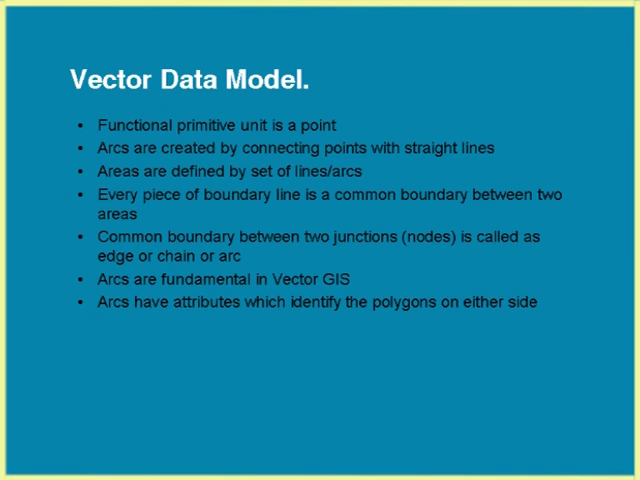 Vector Data Model.
• Functional primitive unit is a point
• Arcs are created by connecting points with straight lines
• Areas are defined by set of lines/arcs
• Every piece of boundary line is a common boundary between two
areas
• Common boundary between two junctions (nodes) is called as
edge or chain or arc
• Arcs are fundamental in Vector GIS
• Arcs have attributes which identify the polygons on either side